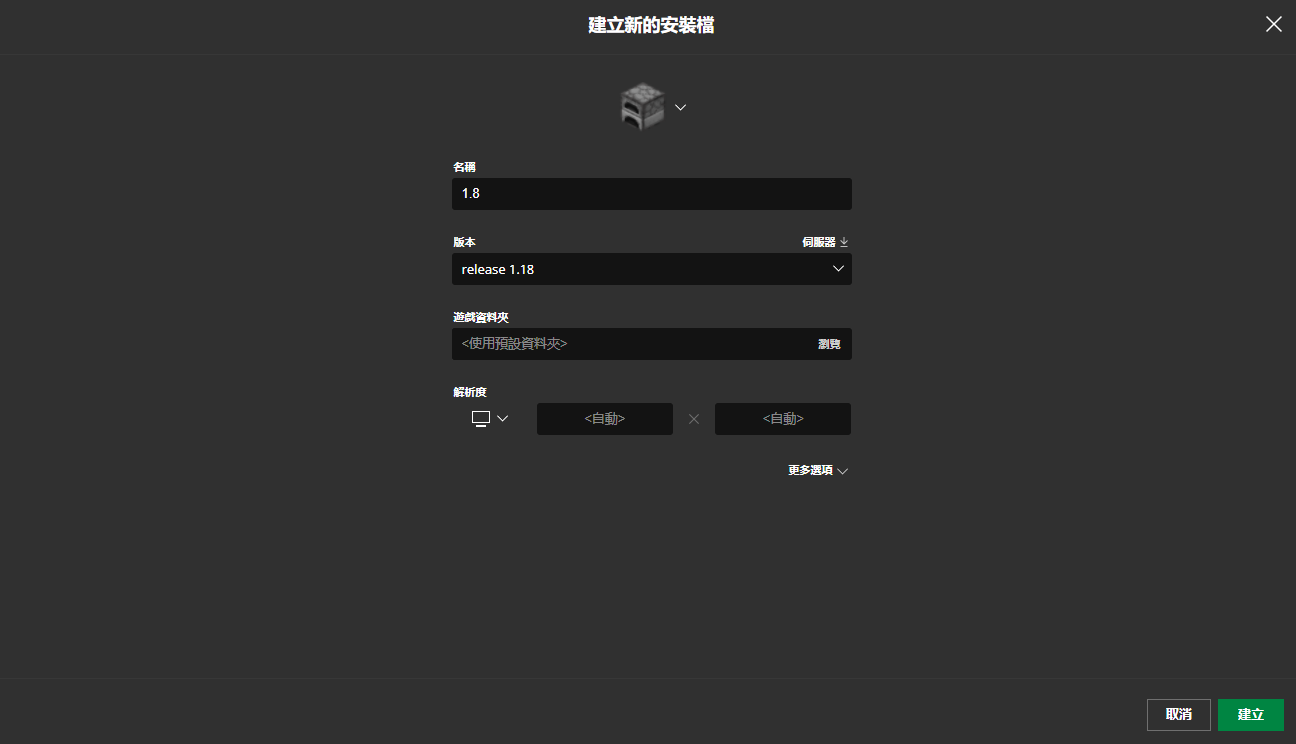 建立新的安裝檔
名稱
1.8
版本 伺服器
release 1.18
遊戲資料夾
<使用預設資料夾> 瀏覽
解析度
<自動> <自動>
更多選項
取消 建立